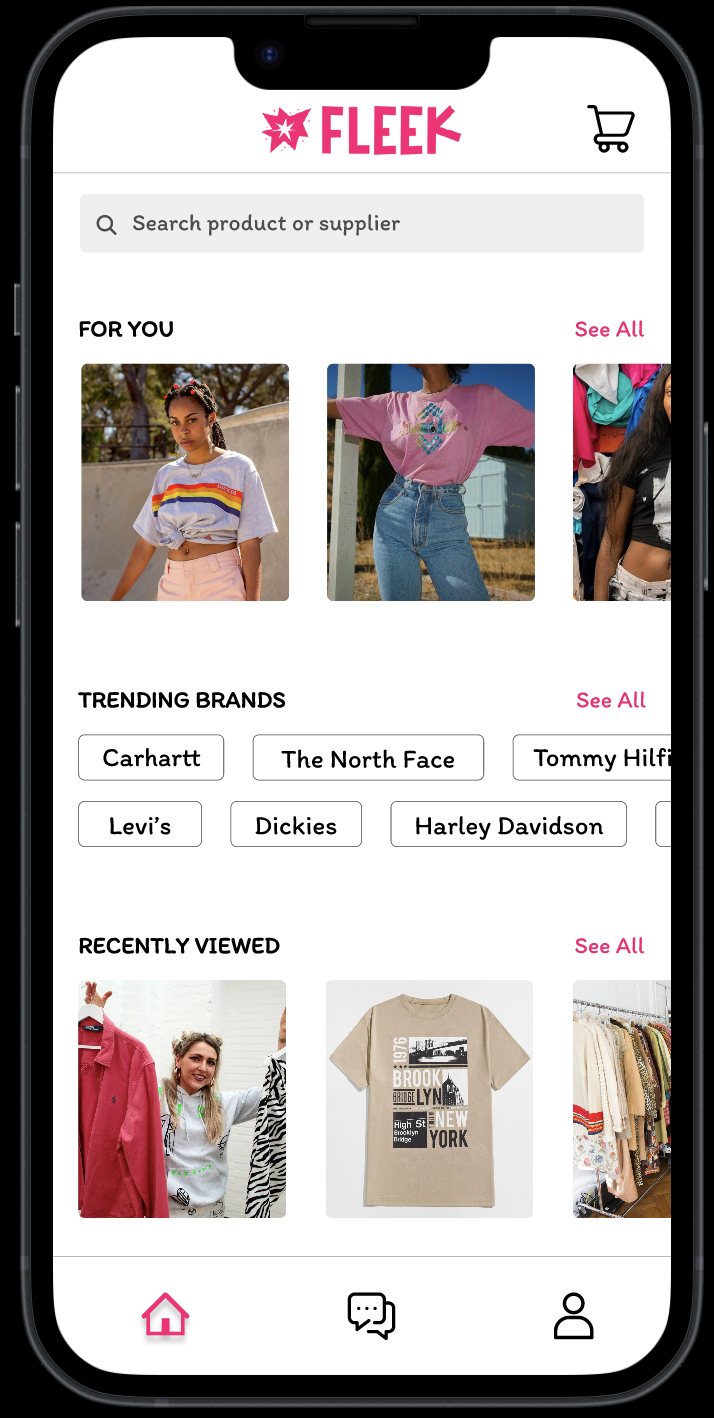 FLEEK
Search product or supplier
FOR YOU
See All
TRENDING BRANDS
See All
Carhartt
The North Face
Tommy Hilfi
Levi's
Dickies
Harley Davidson
RECENTLY VIEWED
See All
1976
BROOK
BRIDGE LYN
High St
Brooklyn
Bridge
NEW
YORK